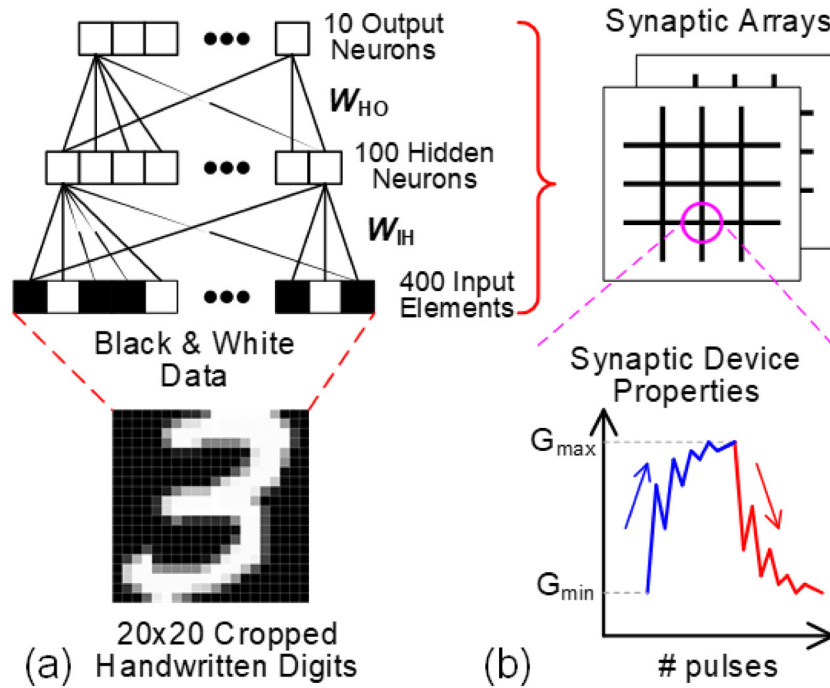 10 Output
Neurons
W_HO
100 Hidden
Neurons
W_IH
400 Input
Elements
Black & White
Data
20x20 Cropped
Handwritten Digits
(a)
Synaptic Arrays
Synaptic Device
Properties
G_max
G_min
# pulses
(b)